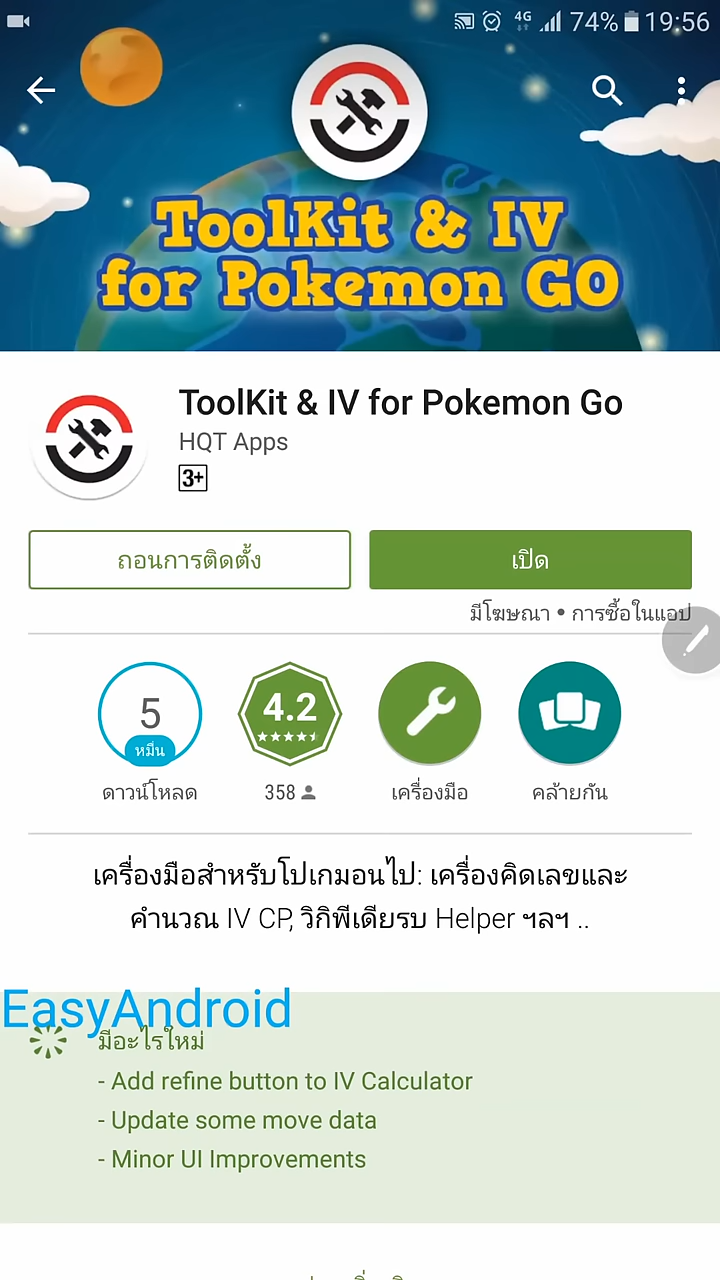 4G 74% 19:56
ToolKit & IV
for Pokemon GO
ToolKit & IV for Pokemon Go
HQT Apps
3+
ถอนการติดตั้ง
เปิด
มีโฆษณา • การซื้อในแอป
5
หมื่น
4.2
ดาวน์โหลด
358
เครื่องมือ
คล้ายกัน
เครื่องมือสำหรับโปเกมอนไป: เครื่องคิดเลขและ
คำนวณ IV CP, วิกิพีเดียรบ Helper ฯลฯ ..
EasyAndroid
มีอะไรใหม่
- Add refine button to IV Calculator
- Update some move data
- Minor UI Improvements